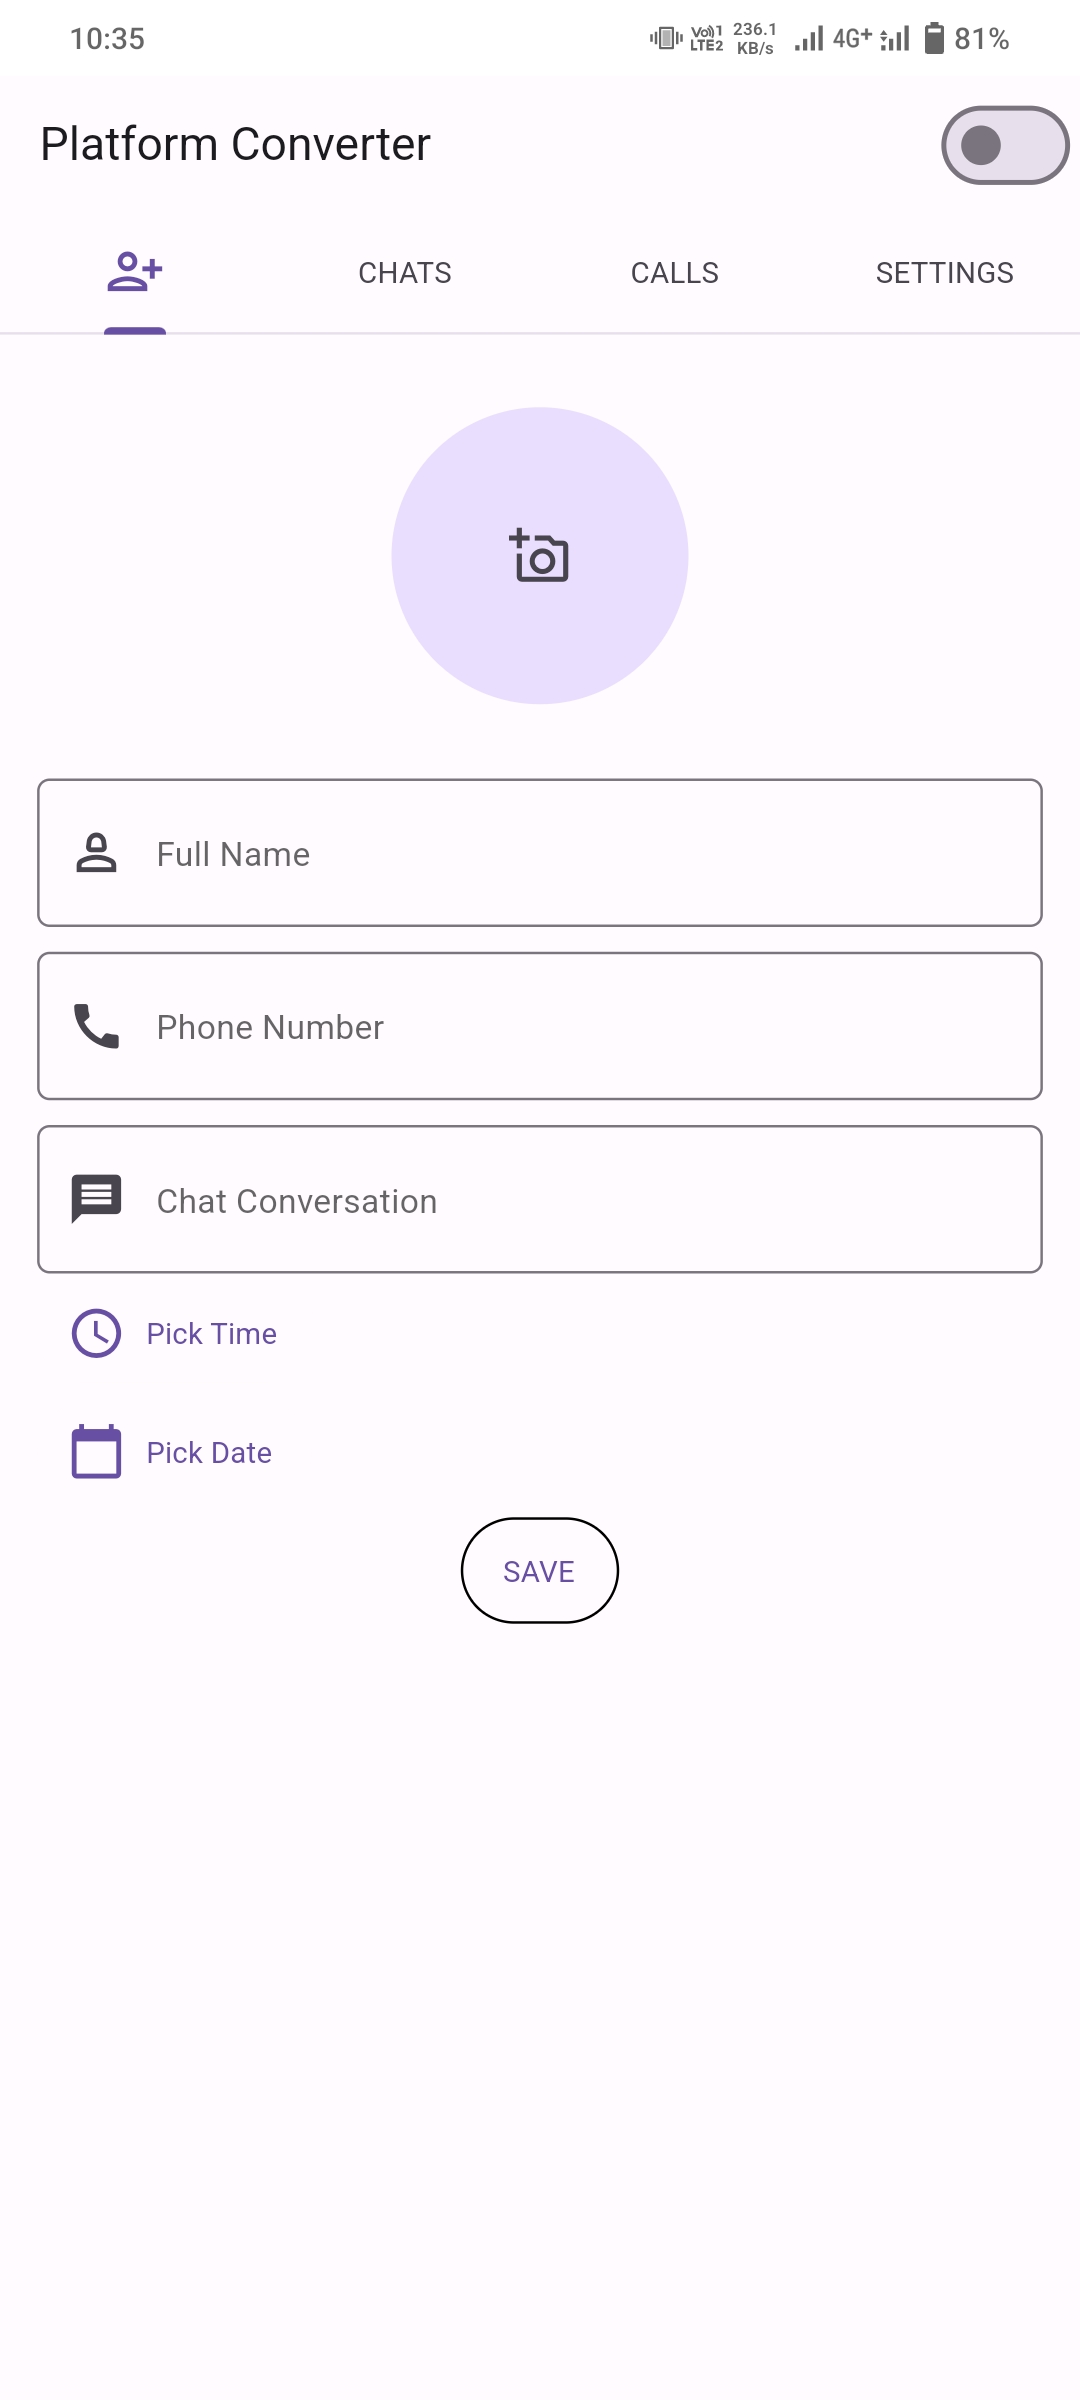 10:35
Vo))1 LTE2 236.1 KB/s 4G+ 81%
Platform Converter
CHATS CALLS SETTINGS
Full Name
Phone Number
Chat Conversation
Pick Time
Pick Date
SAVE